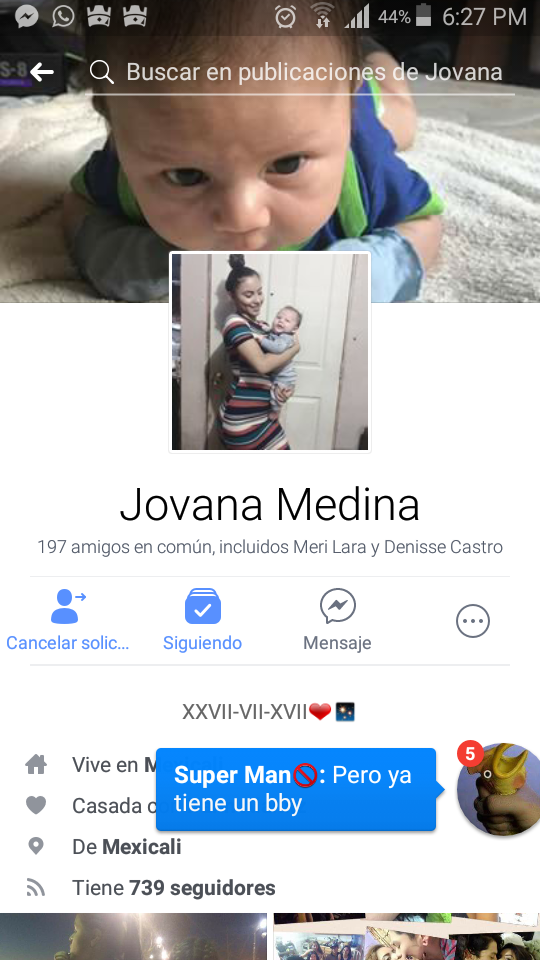 44% 6:27 PM
S-8
Buscar en publicaciones de Jovana
Jovana Medina
197 amigos en común, incluidos Meri Lara y Denisse Castro
Cancelar solic...
Siguiendo
Mensaje
XXVII-VII-XVII❤️🌠
5
Vive en
Super Man🚫: Pero ya
tiene un bby
Casada
De Mexicali
Tiene 739 seguidores